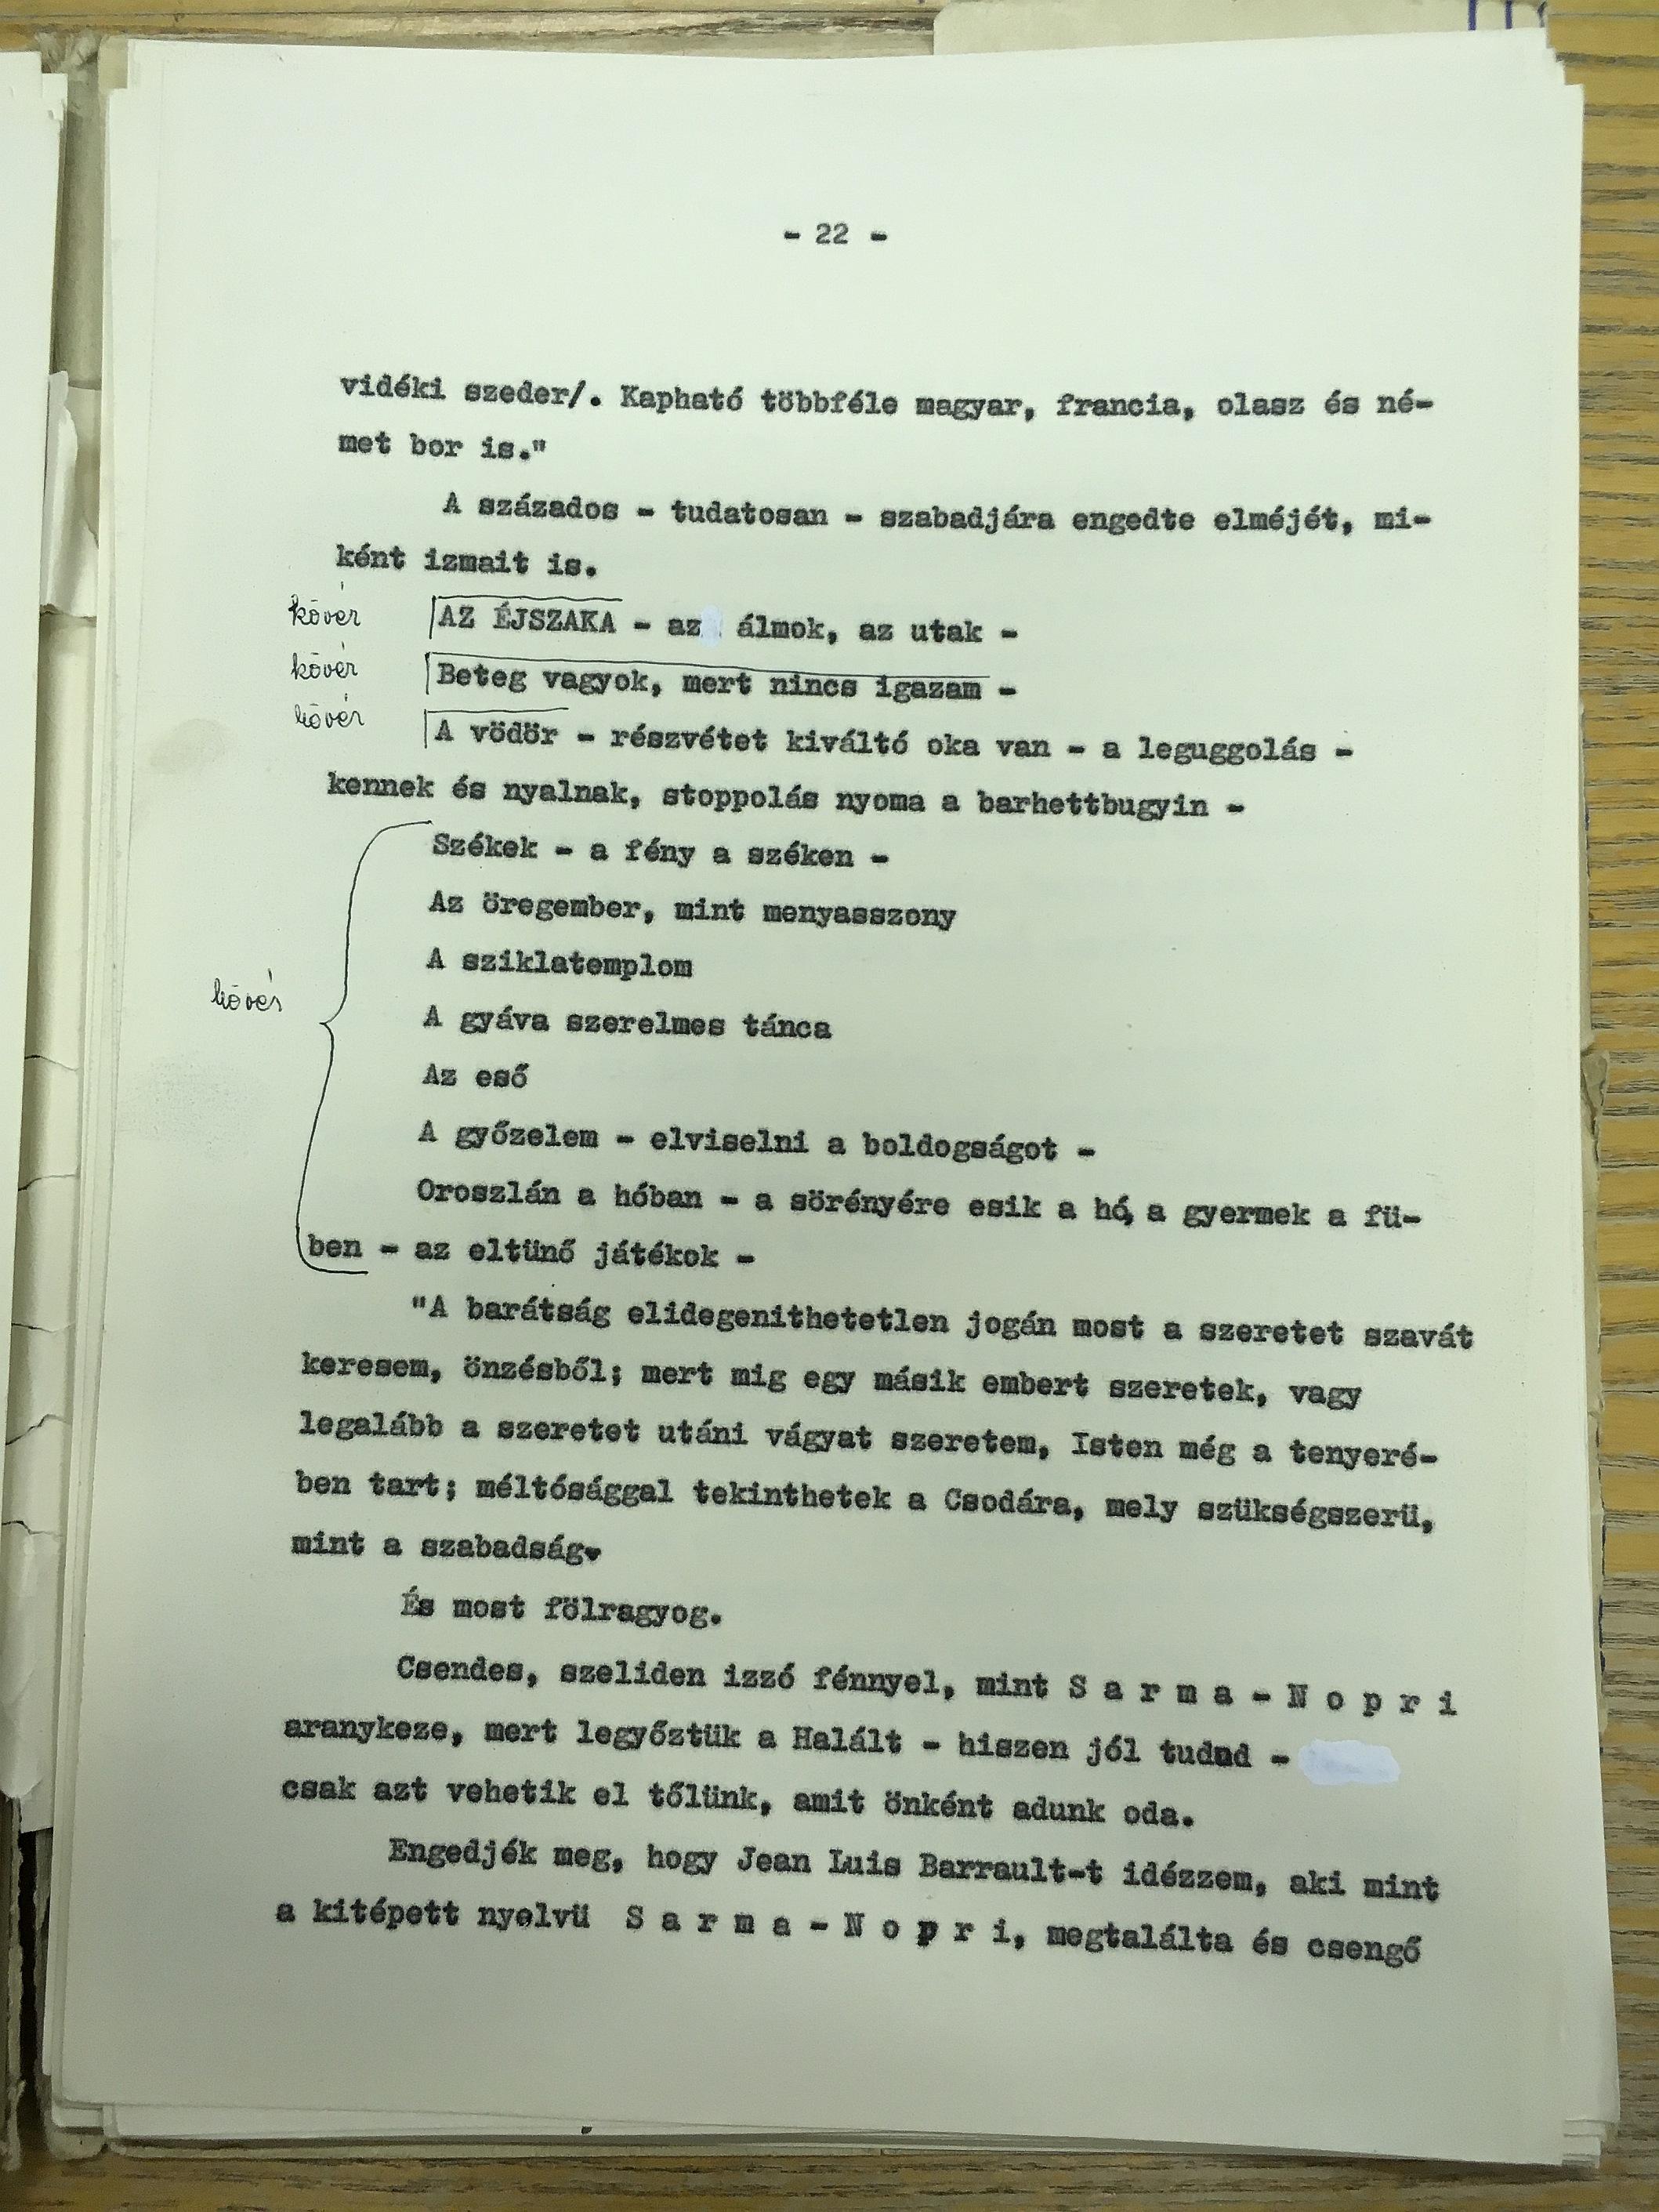 - 22 -
vidéki szeder/. Kapható többféle magyar, francia, olasz és né-
met bor is."
A százados - tudatosan - szabadjára engedte elméjét, mi-
ként izmait is.
kövér AZ ÉJSZAKA - az álmok, az utak -
kövér Beteg vagyok, mert nincs igazam -
kövér A vödör - részvétet kiváltó oka van - a leguggolás -
kennek és nyalnak, stoppolás nyoma a barhettbugyin -
Székek - a fény a széken -
Az öregember, mint menyasszony
A sziklatemplom
kövér A gyáva szerelmes tánca
Az eső
A győzelem - elviselni a boldogságot -
Oroszlán a hóban - a sörényére esik a hó, a gyermek a fü-
ben - az eltünő játékok -
"A barátság elidegenithetetlen jogán most a szeretet szavát
keresem, önzésből; mert mig egy másik embert szeretek, vagy
legalább a szeretet utáni vágyat szeretem, Isten még a tenyeré-
ben tart; méltósággal tekinthetek a Csodára, mely szükségszerü,
mint a szabadság.
És most fölragyog.
Csendes, szeliden izzó fénnyel, mint S a r m a - N o p r i
aranykeze, mert legyőztük a Halált - hiszen jól tudod -
csak azt vehetik el tőlünk, amit önként adunk oda.
Engedjék meg, hogy Jean Luis Barrault-t idézzem, aki mint
a kitépett nyelvü S a r m a - N o p r i, megtalálta és csengő